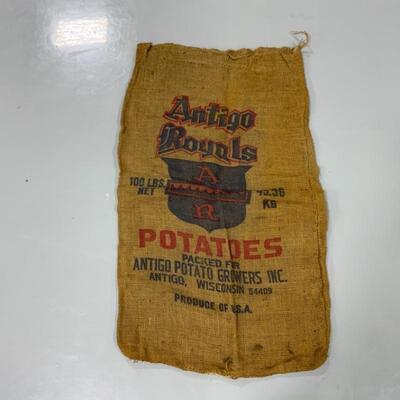 Antigo
Royals
A
100 LBS. 45.36
NET KG
R
POTATOES
PACKED FOR
ANTIGO POTATO GROWERS INC.
ANTIGO, WISCONSIN 54409
PRODUCE OF U.S.A.